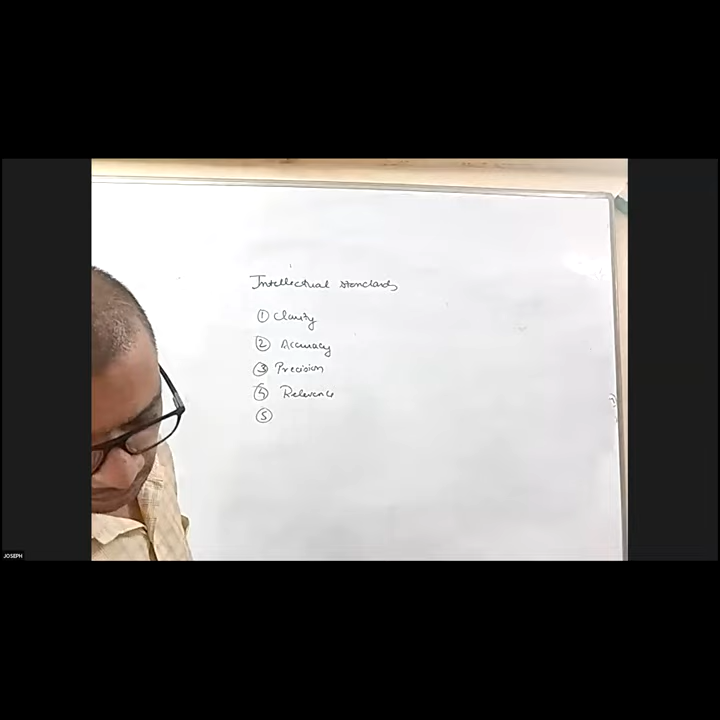 Intellectual standards
① Clarity
② Accuracy
③ Precision
④ Relevance
⑤
JOSEPH